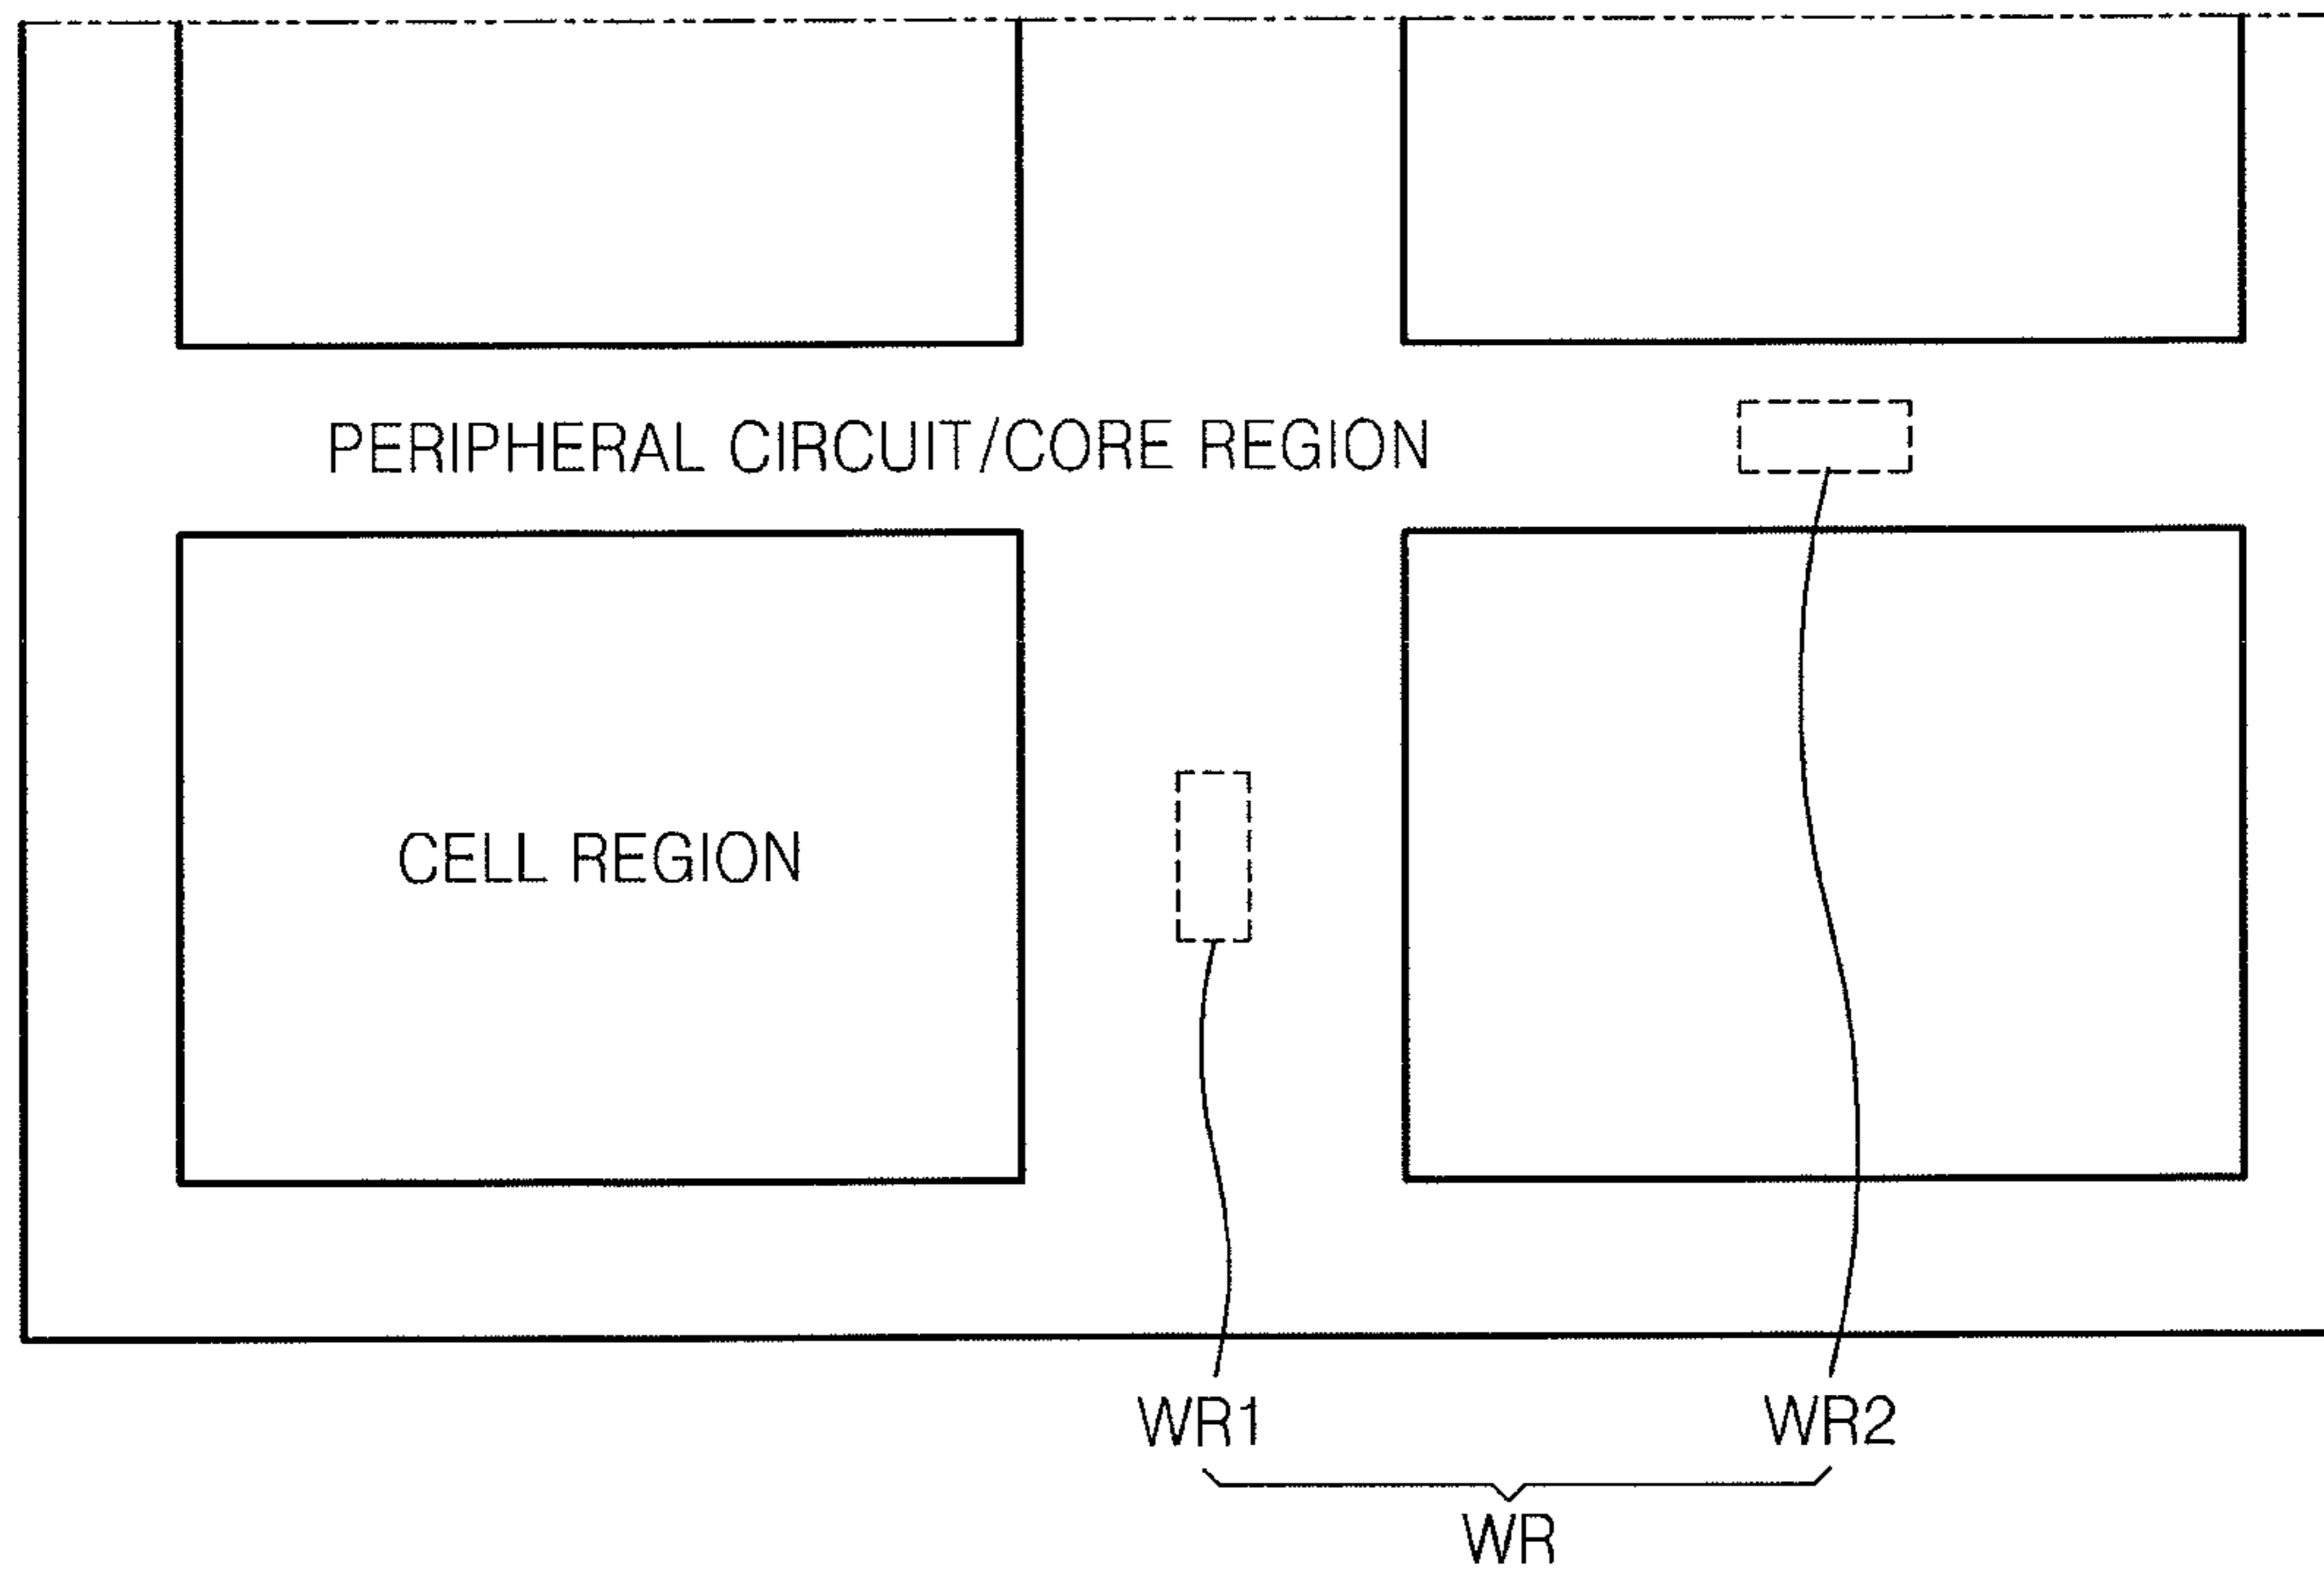 PERIPHERAL CIRCUIT/CORE REGION
CELL REGION
WR1 WR2
WR